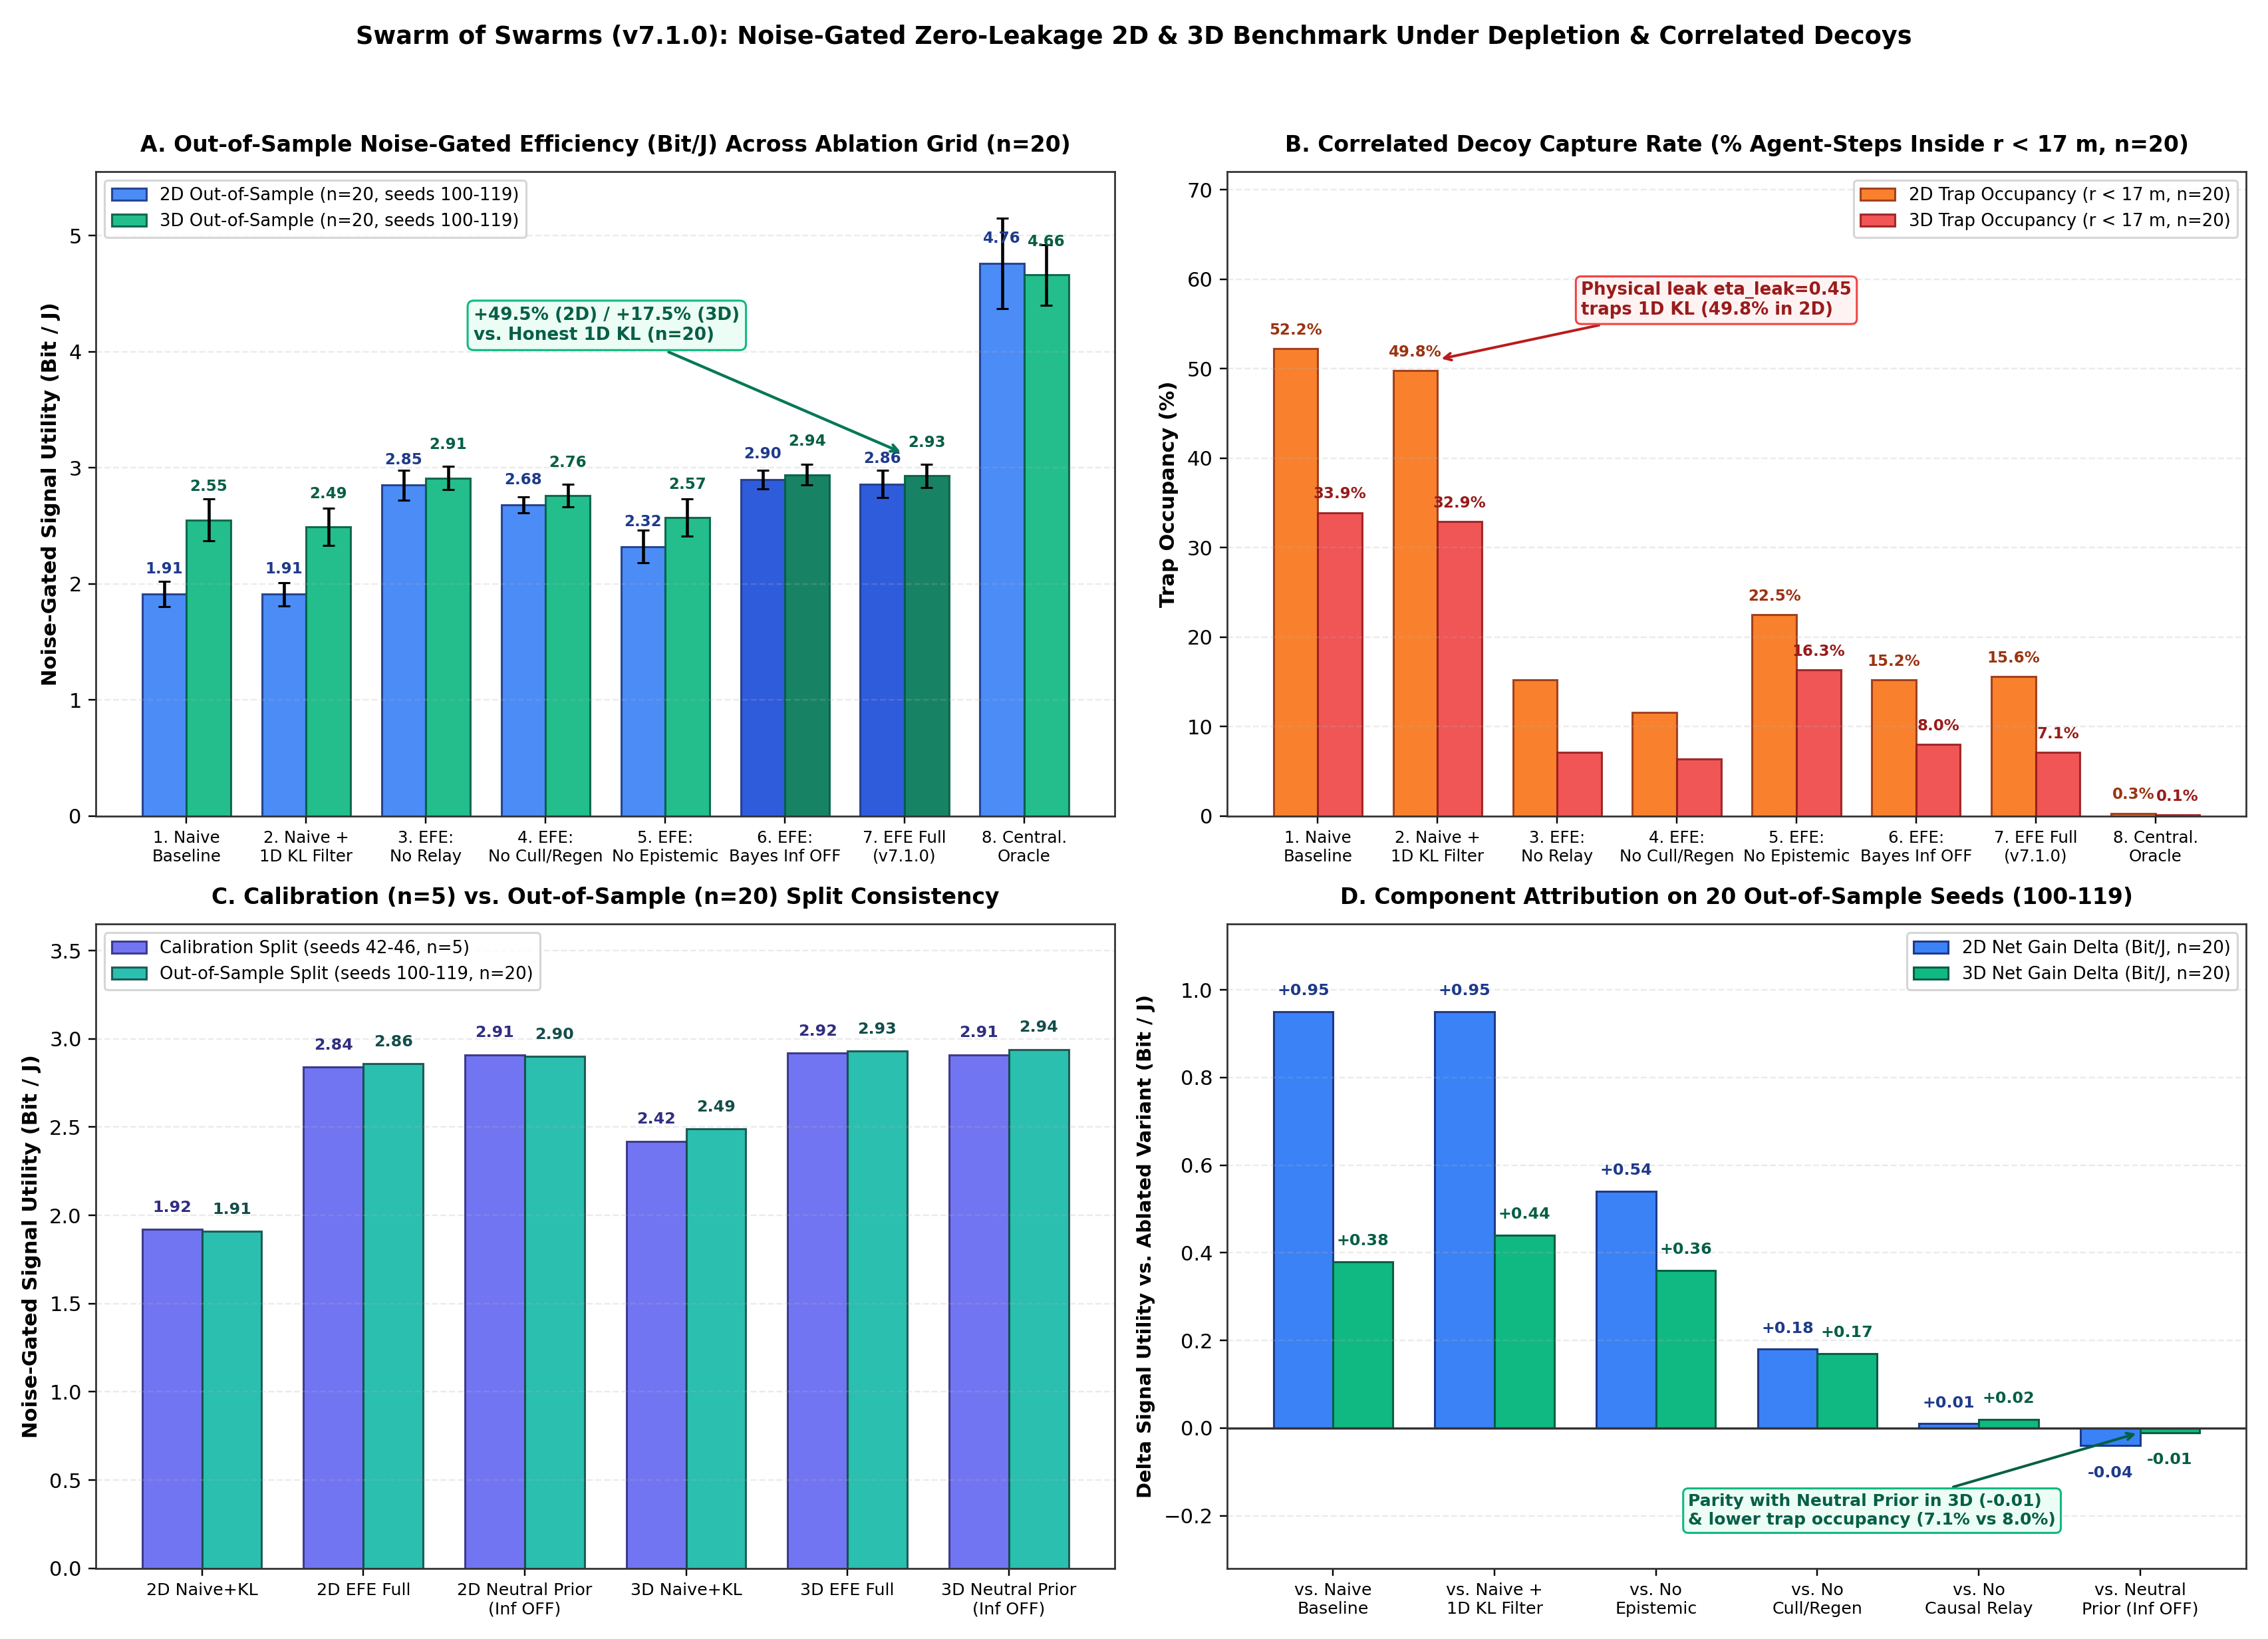 Swarm of Swarms (v7.1.0): Noise-Gated Zero-Leakage 2D & 3D Benchmark Under Depletion & Correlated Decoys
A. Out-of-Sample Noise-Gated Efficiency (Bit/J) Across Ablation Grid (n=20)
Noise-Gated Signal Utility (Bit / J)
2D Out-of-Sample (n=20, seeds 100-119)
3D Out-of-Sample (n=20, seeds 100-119)
+49.5% (2D) / +17.5% (3D)
vs. Honest 1D KL (n=20)
5
4
3
2
1
0
1.91
2.55
1.91
2.49
2.85
2.91
2.68
2.76
2.32
2.57
2.90
2.94
2.86
2.93
4.76
4.66
1. Naive
Baseline
2. Naive +
1D KL Filter
3. EFE:
No Relay
4. EFE:
No Cull/Regen
5. EFE:
No Epistemic
6. EFE:
Bayes Inf OFF
7. EFE Full
(v7.1.0)
8. Central.
Oracle
B. Correlated Decoy Capture Rate (% Agent-Steps Inside r < 17 m, n=20)
Trap Occupancy (%)
2D Trap Occupancy (r < 17 m, n=20)
3D Trap Occupancy (r < 17 m, n=20)
Physical leak eta_leak=0.45
traps 1D KL (49.8% in 2D)
70
60
50
40
30
20
10
0
52.2%
33.9%
49.8%
32.9%
22.5%
16.3%
15.2%
8.0%
15.6%
7.1%
0.3%
0.1%
1. Naive
Baseline
2. Naive +
1D KL Filter
3. EFE:
No Relay
4. EFE:
No Cull/Regen
5. EFE:
No Epistemic
6. EFE:
Bayes Inf OFF
7. EFE Full
(v7.1.0)
8. Central.
Oracle
C. Calibration (n=5) vs. Out-of-Sample (n=20) Split Consistency
Noise-Gated Signal Utility (Bit / J)
Calibration Split (seeds 42-46, n=5)
Out-of-Sample Split (seeds 100-119, n=20)
3.5
3.0
2.5
2.0
1.5
1.0
0.5
0.0
1.92
1.91
2.84
2.86
2.91
2.90
2.42
2.49
2.92
2.93
2.91
2.94
2D Naive+KL
2D EFE Full
2D Neutral Prior
(Inf OFF)
3D Naive+KL
3D EFE Full
3D Neutral Prior
(Inf OFF)
D. Component Attribution on 20 Out-of-Sample Seeds (100-119)
Delta Signal Utility vs. Ablated Variant (Bit / J)
2D Net Gain Delta (Bit/J, n=20)
3D Net Gain Delta (Bit/J, n=20)
1.0
0.8
0.6
0.4
0.2
0.0
−0.2
+0.95
+0.38
+0.95
+0.44
+0.54
+0.36
+0.18
+0.17
+0.01
+0.02
-0.04
-0.01
Parity with Neutral Prior in 3D (-0.01)
& lower trap occupancy (7.1% vs 8.0%)
vs. Naive
Baseline
vs. Naive +
1D KL Filter
vs. No
Epistemic
vs. No
Cull/Regen
vs. No
Causal Relay
vs. Neutral
Prior (Inf OFF)